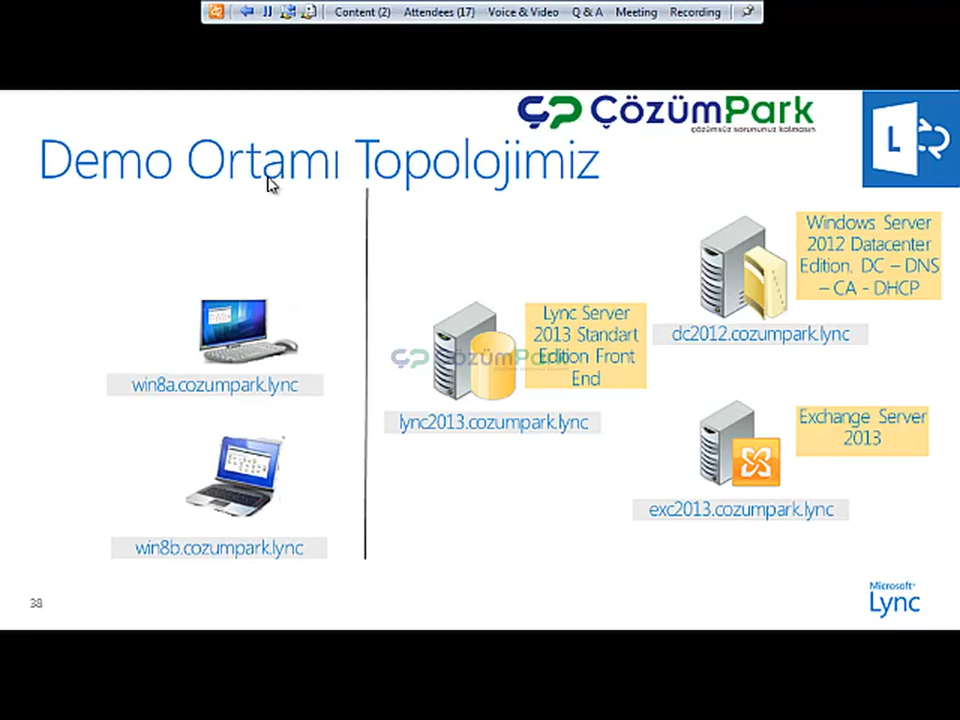 Content (2) Attendees (17) Voice & Video Q & A Meeting Recording
ÇözümPark
çözümsüz sorununuz kalmasın
Demo Ortamı Topolojimiz
L
Windows Server
2012 Datacenter
Edition, DC – DNS
– CA - DHCP
dc2012.cozumpark.lync
Lync Server
2013 Standart
Edition Front
End
ÇözümPark
lync2013.cozumpark.lync
win8a.cozumpark.lync
Exchange Server
2013
exc2013.cozumpark.lync
win8b.cozumpark.lync
38
Microsoft®
Lync